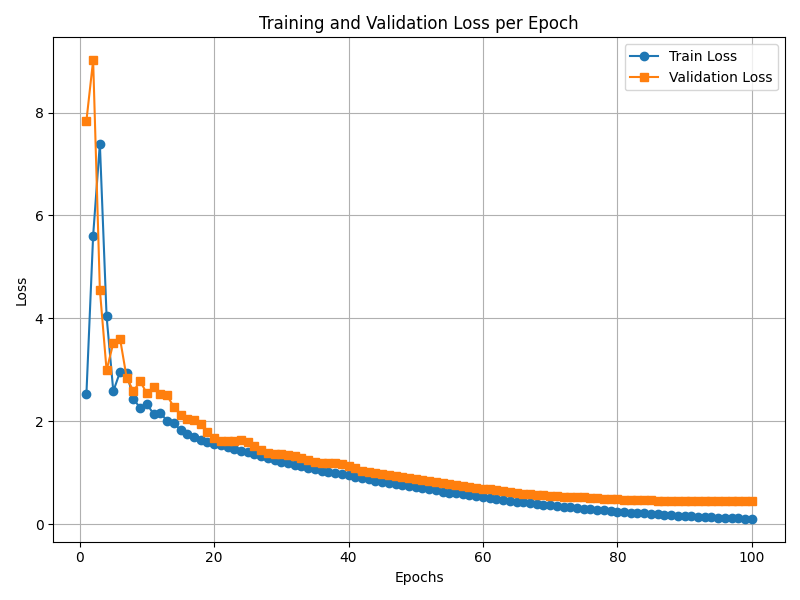 Training and Validation Loss per Epoch
Train Loss
Validation Loss
Loss
8
6
4
2
0
0 20 40 60 80 100
Epochs